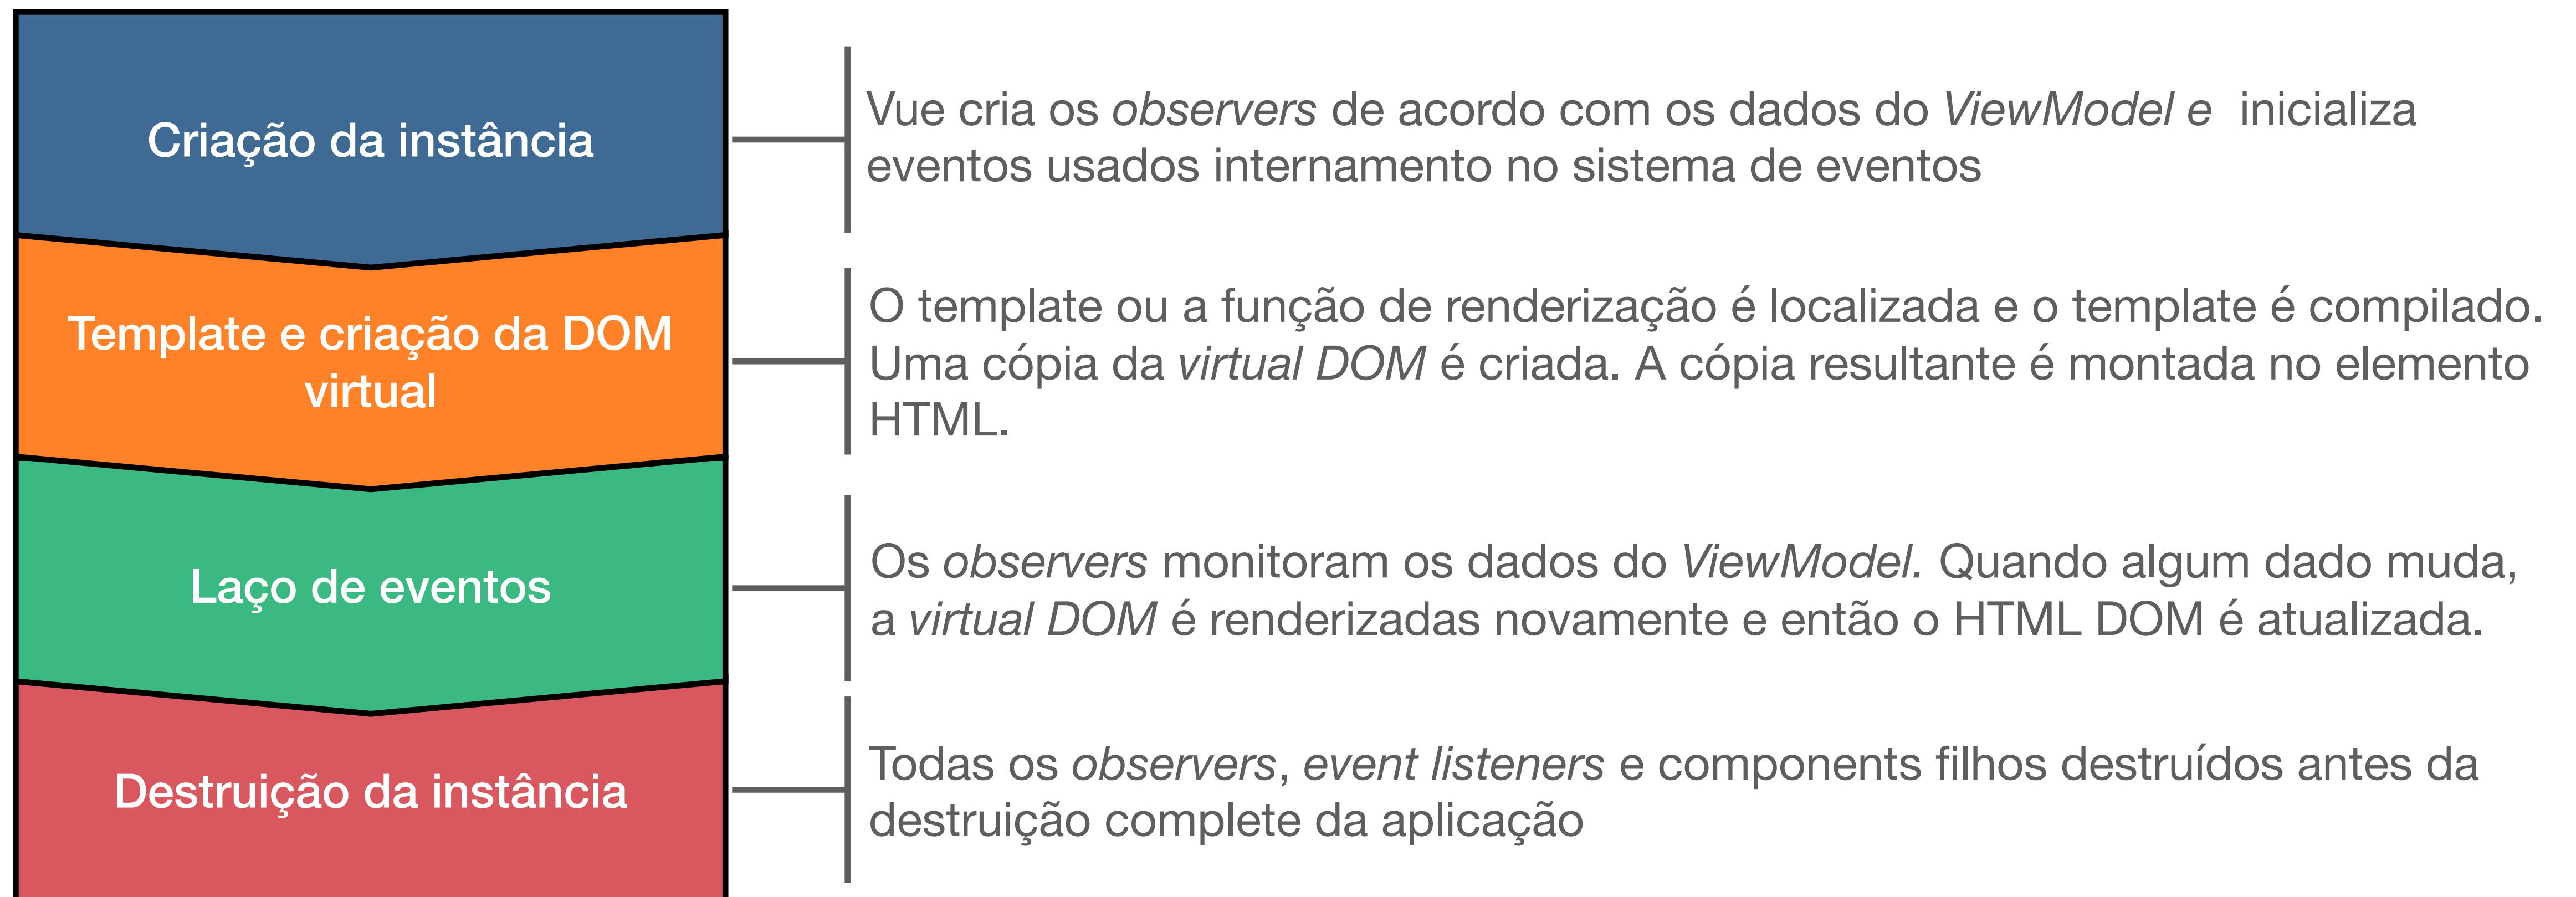 Criação da instância
Vue cria os observers de acordo com os dados do ViewModel e inicializa
eventos usados internamento no sistema de eventos
Template e criação da DOM
virtual
O template ou a função de renderização é localizada e o template é compilado.
Uma cópia da virtual DOM é criada. A cópia resultante é montada no elemento
HTML.
Laço de eventos
Os observers monitoram os dados do ViewModel. Quando algum dado muda,
a virtual DOM é renderizadas novamente e então o HTML DOM é atualizada.
Destruição da instância
Todas os observers, event listeners e components filhos destruídos antes da
destruição complete da aplicação